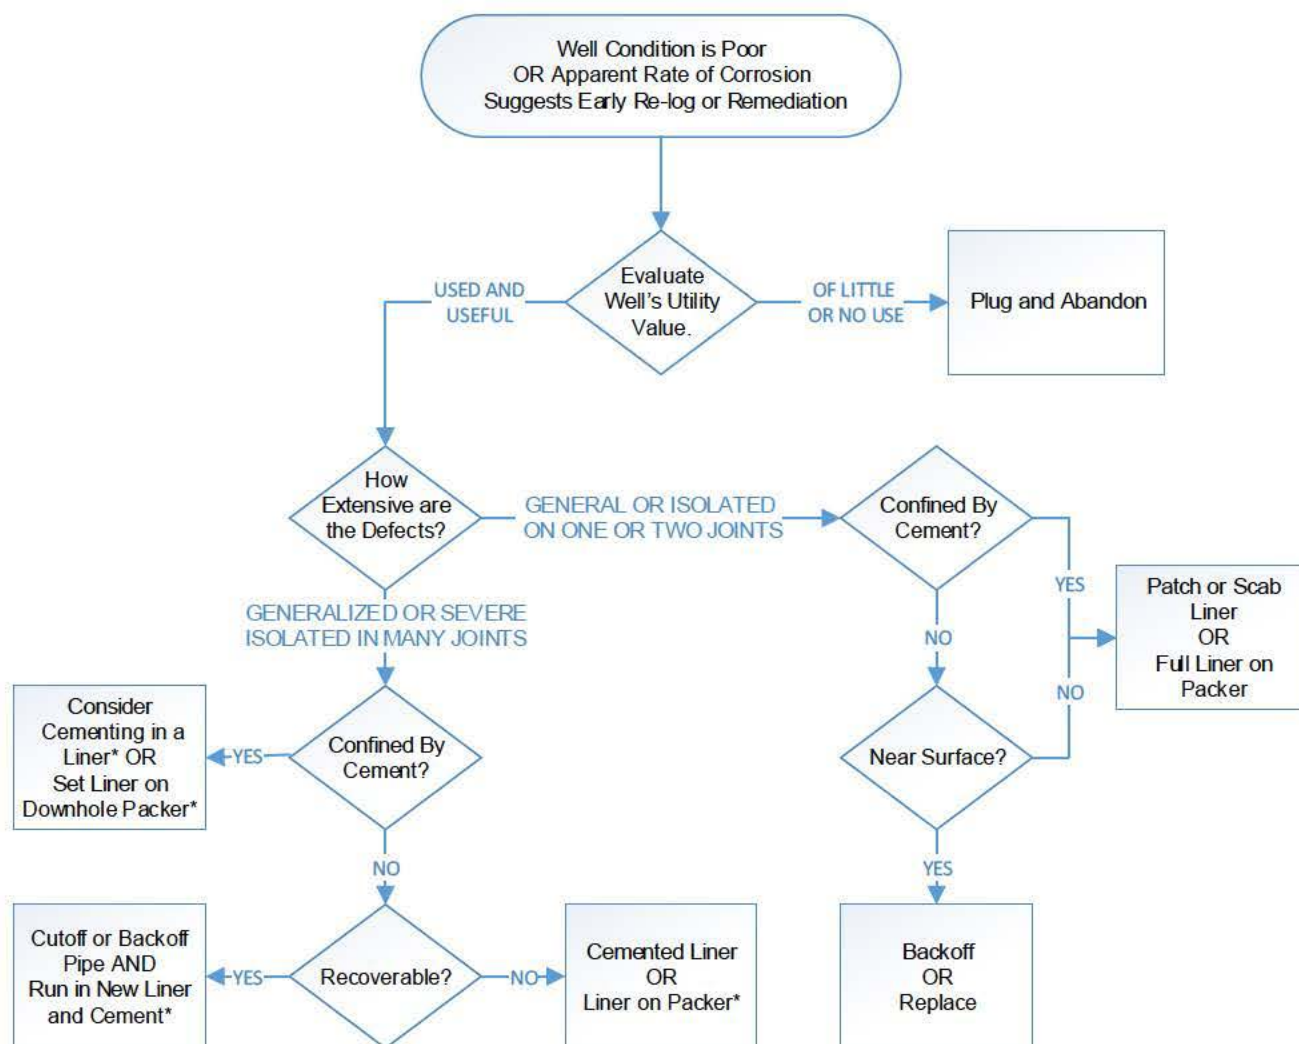 Well Condition is Poor
OR Apparent Rate of Corrosion
Suggests Early Re-log or Remediation
Evaluate
Well's Utility
Value.
USED AND
USEFUL
OF LITTLE
OR NO USE
Plug and Abandon
How
Extensive are
the Defects?
GENERAL OR ISOLATED
ON ONE OR TWO JOINTS
Confined By
Cement?
YES
NO
Patch or Scab
Liner
OR
Full Liner on
Packer
GENERALIZED OR SEVERE
ISOLATED IN MANY JOINTS
NO
Near Surface?
Consider
Cementing in a
Liner* OR
Set Liner on
Downhole Packer*
YES
Confined By
Cement?
NO
YES
Cutoff or Backoff
Pipe AND
Run in New Liner
and Cement*
YES
Recoverable?
NO
Cemented Liner
OR
Liner on Packer*
Backoff
OR
Replace